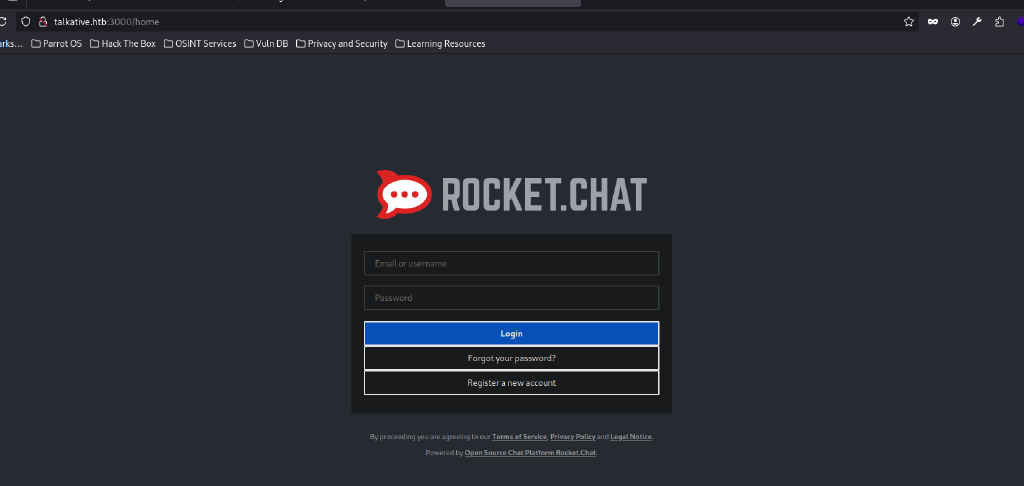 talkative.htb:3000/home
arks... Parrot OS Hack The Box OSINT Services Vuln DB Privacy and Security Learning Resources
ROCKET.CHAT
Email or username
Password
Login
Forgot your password?
Register a new account
By proceeding you are agreeing to our Terms of Service, Privacy Policy and Legal Notice.
Powered by Open Source Chat Platform Rocket.Chat.